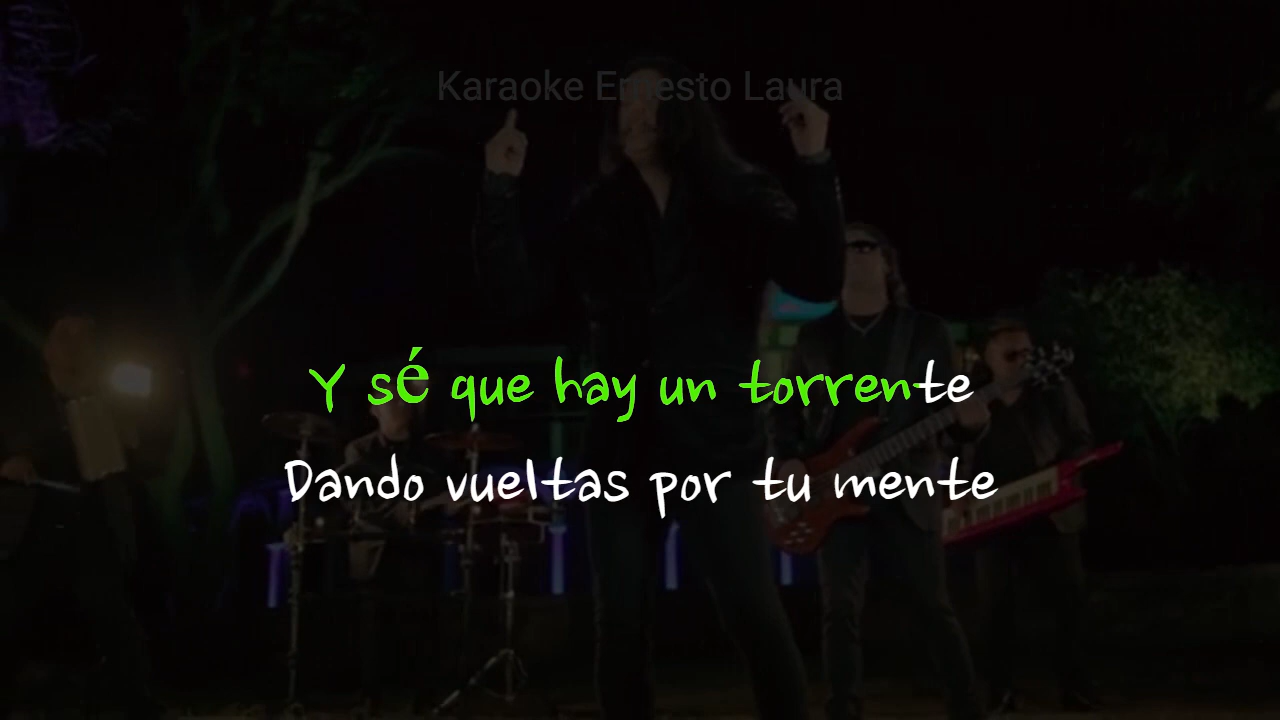 Karaoke Ernesto Laura
Y sé que hay un torrente
Dando vueltas por tu mente